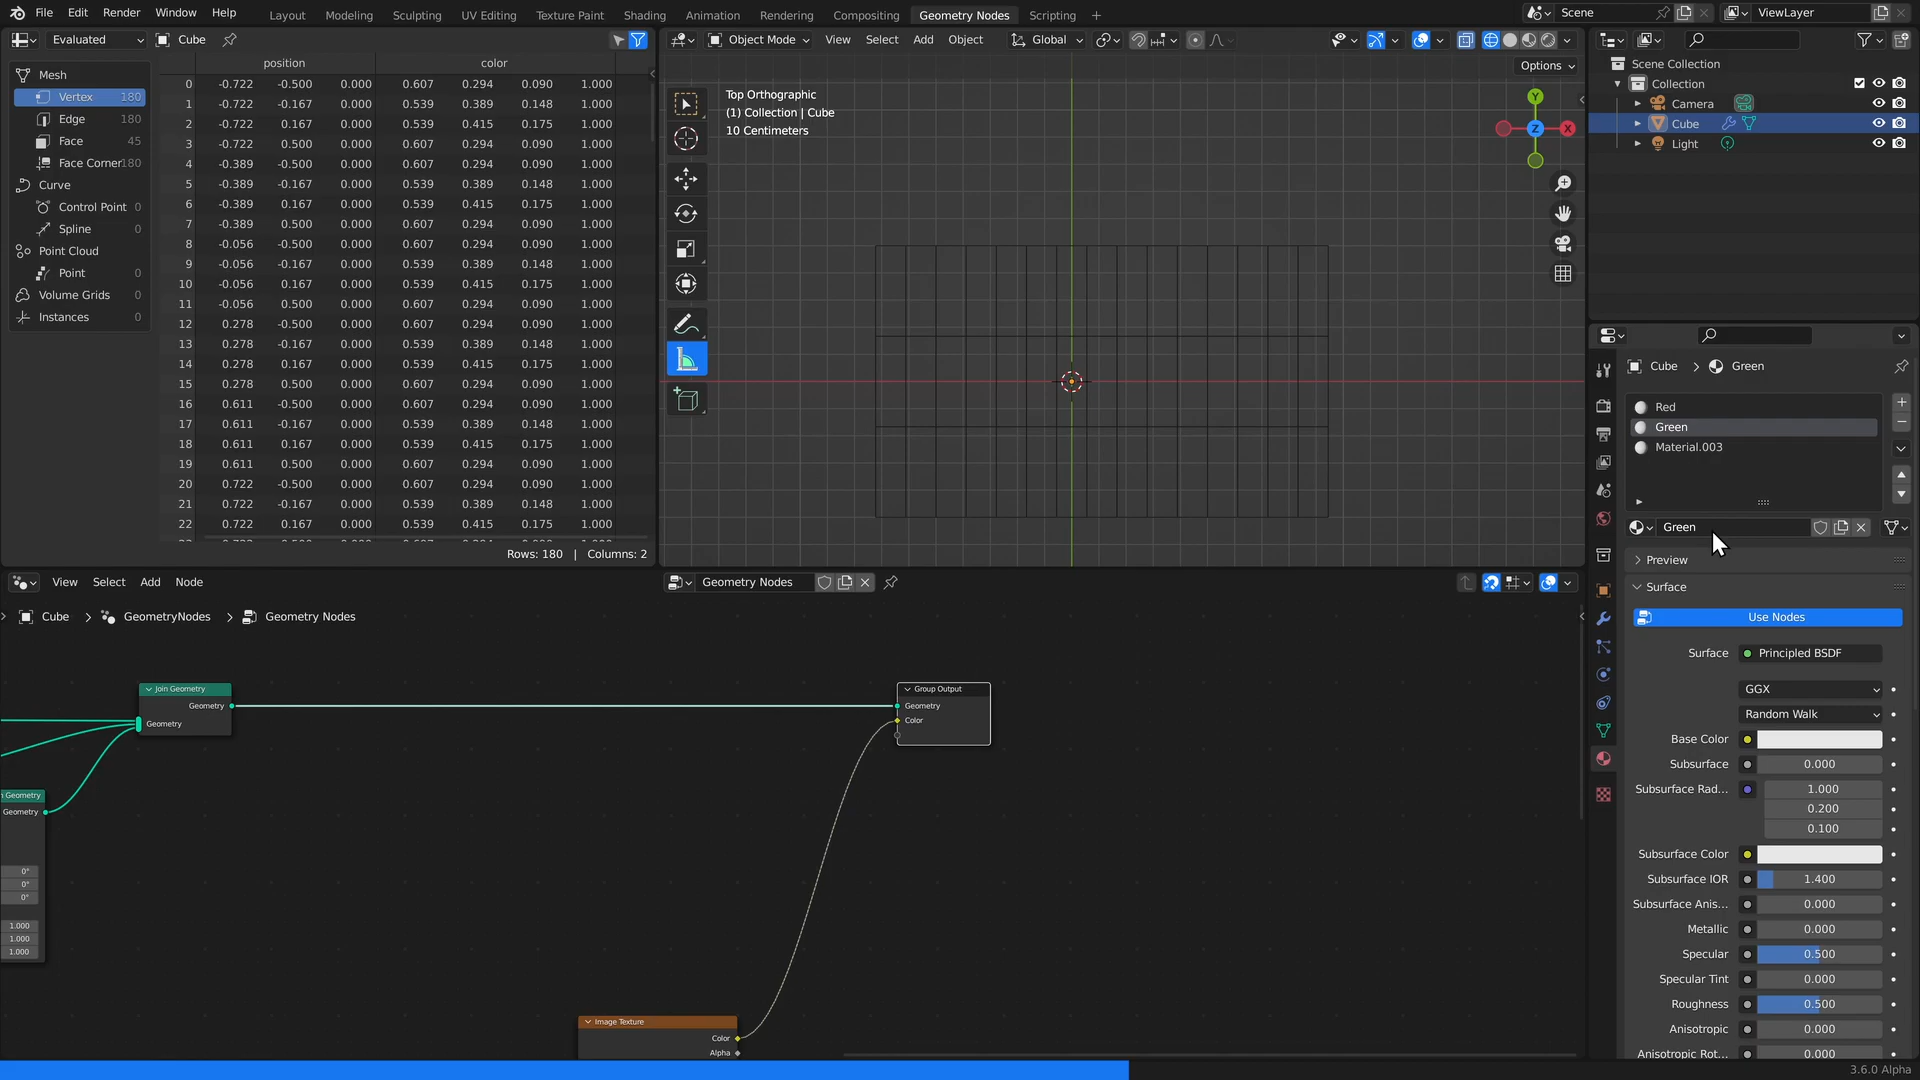 File Edit Render Window Help Layout Modeling Sculpting UV Editing Texture Paint Shading Animation Rendering Compositing Geometry Nodes Scripting + Scene ViewLayer
Evaluated Cube
Object Mode View Select Add Object Global
Options
position color
Mesh
Vertex 180
Edge 180
Face 45
Face Corner 180
Curve
Control Point 0
Spline 0
Point Cloud
Point 0
Volume Grids 0
Instances 0
0 -0.722 -0.500 0.000 0.607 0.294 0.090 1.000
1 -0.722 -0.167 0.000 0.539 0.389 0.148 1.000
2 -0.722 0.167 0.000 0.539 0.415 0.175 1.000
3 -0.722 0.500 0.000 0.607 0.294 0.090 1.000
4 -0.389 -0.500 0.000 0.607 0.294 0.090 1.000
5 -0.389 -0.167 0.000 0.539 0.389 0.148 1.000
6 -0.389 0.167 0.000 0.539 0.415 0.175 1.000
7 -0.389 0.500 0.000 0.607 0.294 0.090 1.000
8 -0.056 -0.500 0.000 0.607 0.294 0.090 1.000
9 -0.056 -0.167 0.000 0.539 0.389 0.148 1.000
10 -0.056 0.167 0.000 0.539 0.415 0.175 1.000
11 -0.056 0.500 0.000 0.607 0.294 0.090 1.000
12 0.278 -0.500 0.000 0.607 0.294 0.090 1.000
13 0.278 -0.167 0.000 0.539 0.389 0.148 1.000
14 0.278 0.167 0.000 0.539 0.415 0.175 1.000
15 0.278 0.500 0.000 0.607 0.294 0.090 1.000
16 0.611 -0.500 0.000 0.607 0.294 0.090 1.000
17 0.611 -0.167 0.000 0.539 0.389 0.148 1.000
18 0.611 0.167 0.000 0.539 0.415 0.175 1.000
19 0.611 0.500 0.000 0.607 0.294 0.090 1.000
20 0.722 -0.500 0.000 0.607 0.294 0.090 1.000
21 0.722 -0.167 0.000 0.539 0.389 0.148 1.000
22 0.722 0.167 0.000 0.539 0.415 0.175 1.000
Rows: 180 | Columns: 2
Top Orthographic
(1) Collection | Cube
10 Centimeters
Y
Z
X
Scene Collection
Collection
Camera
Cube
Light
Cube > Green
Red
Green
Material.003
Green
Preview
Surface
Use Nodes
Surface Principled BSDF
GGX
Random Walk
Base Color
Subsurface 0.000
Subsurface Rad... 1.000
0.200
0.100
Subsurface Color
Subsurface IOR 1.400
Subsurface Anis... 0.000
Metallic 0.000
Specular 0.500
Specular Tint 0.000
Roughness 0.500
Anisotropic 0.000
Anisotropic Rot... 0.000
View Select Add Node Geometry Nodes
Cube > GeometryNodes > Geometry Nodes
Join Geometry
Geometry
Geometry
Group Output
Geometry
Color
Geometry
Geometry
0°
0°
0°
1.000
1.000
1.000
Image Texture
Color
Alpha
3.6.0 Alpha